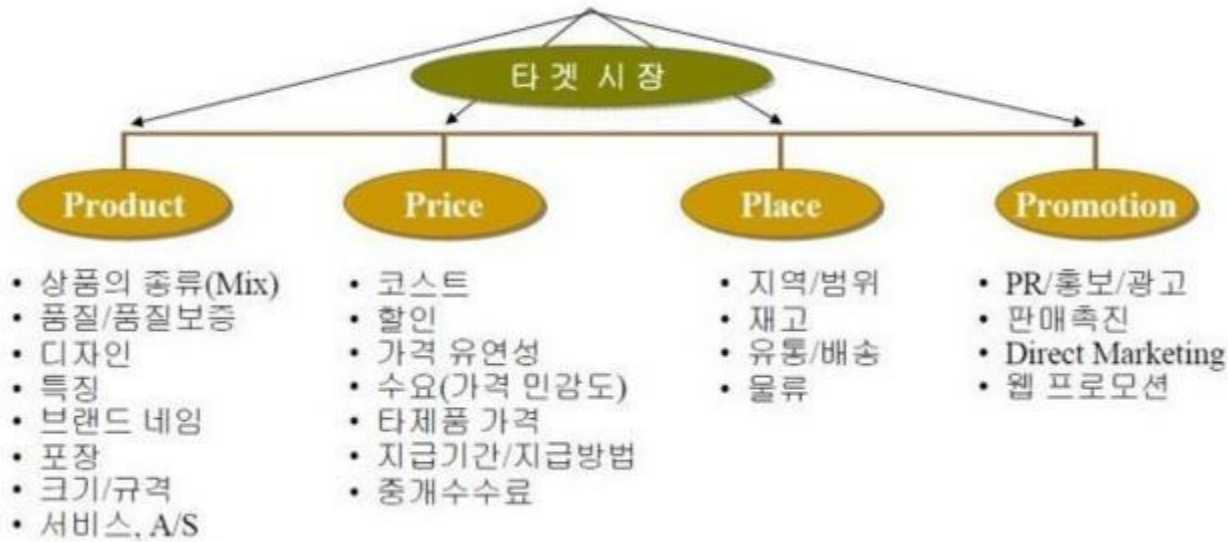 타겟 시장
Product
Price
Place
Promotion
• 상품의 종류(Mix)
• 품질/품질보증
• 디자인
• 특징
• 브랜드 네임
• 포장
• 크기/규격
• 서비스, A/S
• 코스트
• 할인
• 가격 유연성
• 수요(가격 민감도)
• 타제품 가격
• 지급기간/지급방법
• 중개수수료
• 지역/범위
• 재고
• 유통/배송
• 물류
• PR/홍보/광고
• 판매촉진
• Direct Marketing
• 웹 프로모션